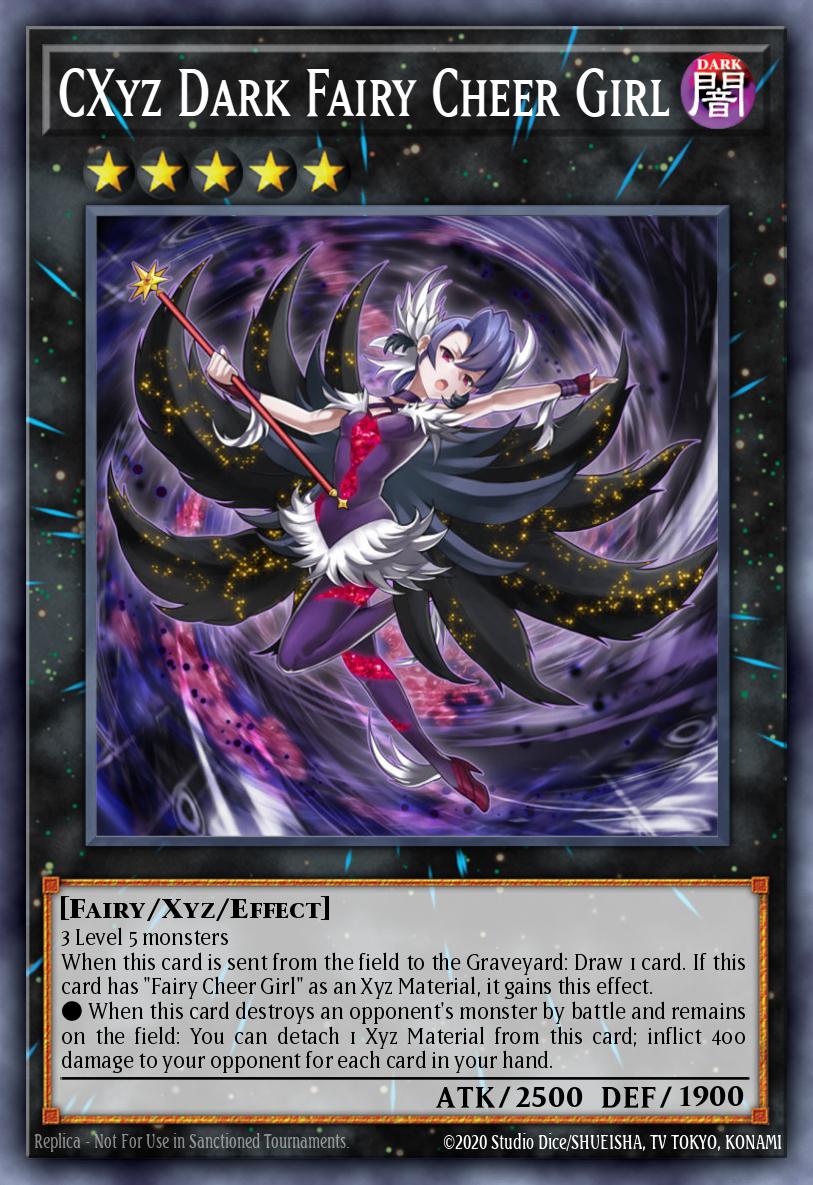 CXyz Dark Fairy Cheer Girl
DARK
闇
[Fairy/Xyz/Effect]
3 Level 5 monsters
When this card is sent from the field to the Graveyard: Draw 1 card. If this
card has "Fairy Cheer Girl" as an Xyz Material, it gains this effect.
● When this card destroys an opponent's monster by battle and remains
on the field: You can detach 1 Xyz Material from this card; inflict 400
damage to your opponent for each card in your hand.
ATK/2500 DEF/1900
Replica - Not For Use in Sanctioned Tournaments.
©2020 Studio Dice/SHUEISHA, TV TOKYO, KONAMI